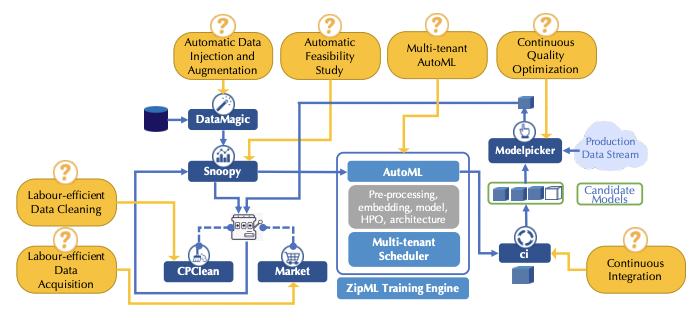 ?
?
?
?
Automatic Data
Injection and
Augmentation
Automatic
Feasibility
Study
Multi-tenant
AutoML
Continuous
Quality
Optimization
DataMagic
Modelpicker
Production
Data Stream
Snoopy
AutoML
?
Labour-efficient
Data Cleaning
Pre-processing,
embedding, model,
HPO, architecture
Candidate
Models
?
Labour-efficient
Data
Acquisition
Multi-tenant
Scheduler
?
Continuous
Integration
ci
CPClean
Market
ZipML Training Engine